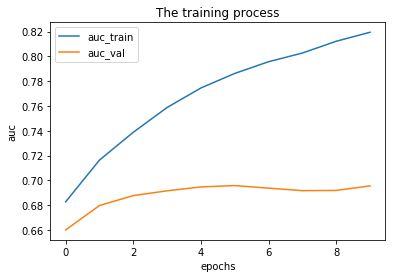 The training process
auc_train
auc_val
0.82
0.80
0.78
0.76
0.74
0.72
0.70
0.68
0.66
auc
0 2 4 6 8
epochs